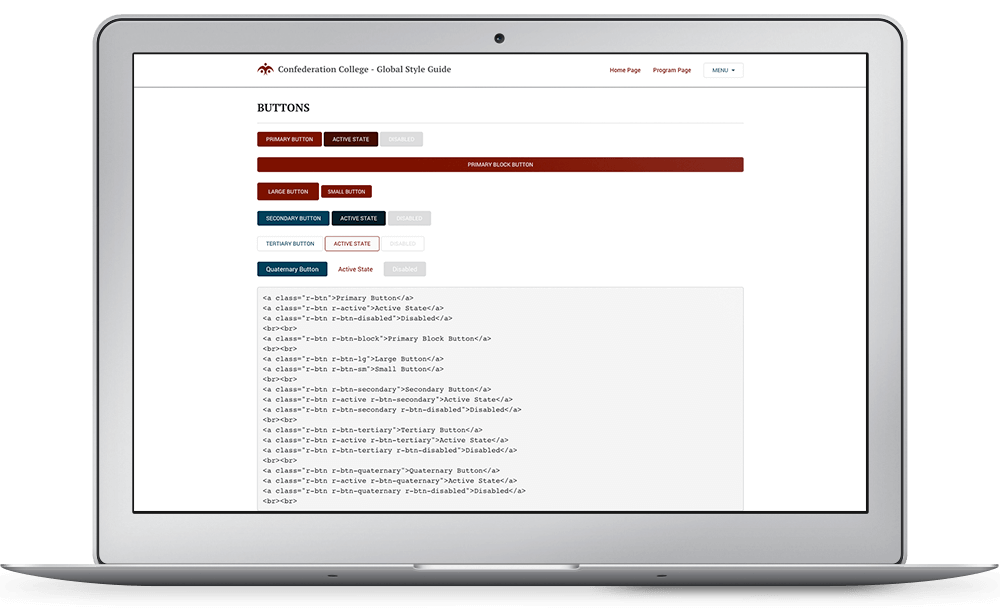 Confederation College - Global Style Guide
Home Page Program Page MENU
BUTTONS
PRIMARY BUTTON ACTIVE STATE DISABLED
PRIMARY BLOCK BUTTON
LARGE BUTTON SMALL BUTTON
SECONDARY BUTTON ACTIVE STATE DISABLED
TERTIARY BUTTON ACTIVE STATE DISABLED
Quaternary Button Active State Disabled
<a class="r-btn">Primary Button</a>
<a class="r-btn r-active">Active State</a>
<a class="r-btn r-btn-disabled">Disabled</a>
<br><br>
<a class="r-btn r-btn-block">Primary Block Button</a>
<br><br>
<a class="r-btn r-btn-lg">Large Button</a>
<a class="r-btn r-btn-sm">Small Button</a>
<br><br>
<a class="r-btn r-btn-secondary">Secondary Button</a>
<a class="r-btn r-active r-btn-secondary">Active State</a>
<a class="r-btn r-btn-secondary r-btn-disabled">Disabled</a>
<br><br>
<a class="r-btn r-btn-tertiary">Tertiary Button</a>
<a class="r-btn r-active r-btn-tertiary">Active State</a>
<a class="r-btn r-btn-tertiary r-btn-disabled">Disabled</a>
<br><br>
<a class="r-btn r-btn-quaternary">Quaternary Button</a>
<a class="r-btn r-active r-btn-quaternary">Active State</a>
<a class="r-btn r-btn-quaternary r-btn-disabled">Disabled</a>
<br><br>